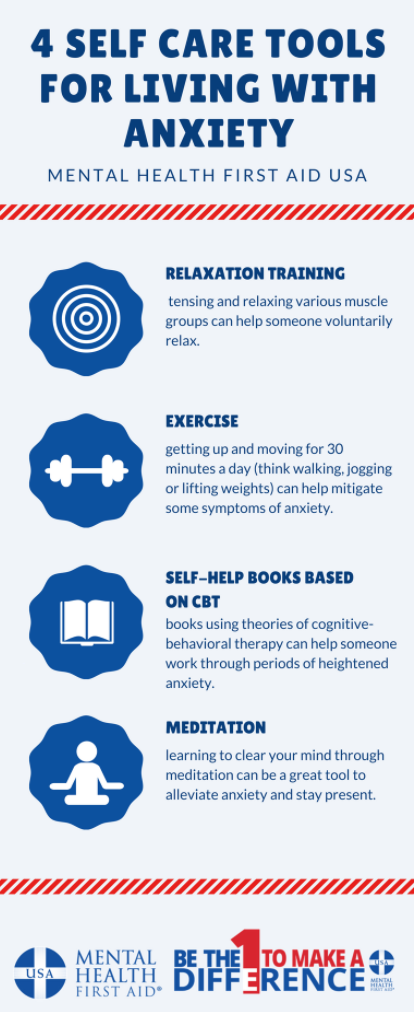 4 SELF CARE TOOLS
FOR LIVING WITH
ANXIETY
MENTAL HEALTH FIRST AID USA
RELAXATION TRAINING
tensing and relaxing various muscle
groups can help someone voluntarily
relax.
EXERCISE
getting up and moving for 30
minutes a day (think walking, jogging
or lifting weights) can help mitigate
some symptoms of anxiety.
SELF-HELP BOOKS BASED
ON CBT
books using theories of cognitive-
behavioral therapy can help someone
work through periods of heightened
anxiety.
MEDITATION
learning to clear your mind through
meditation can be a great tool to
alleviate anxiety and stay present.
USA
MENTAL
HEALTH
FIRST AID®
BE THE 1 TO MAKE A
DIFFERENCE
USA
MENTAL
HEALTH
FIRST AID